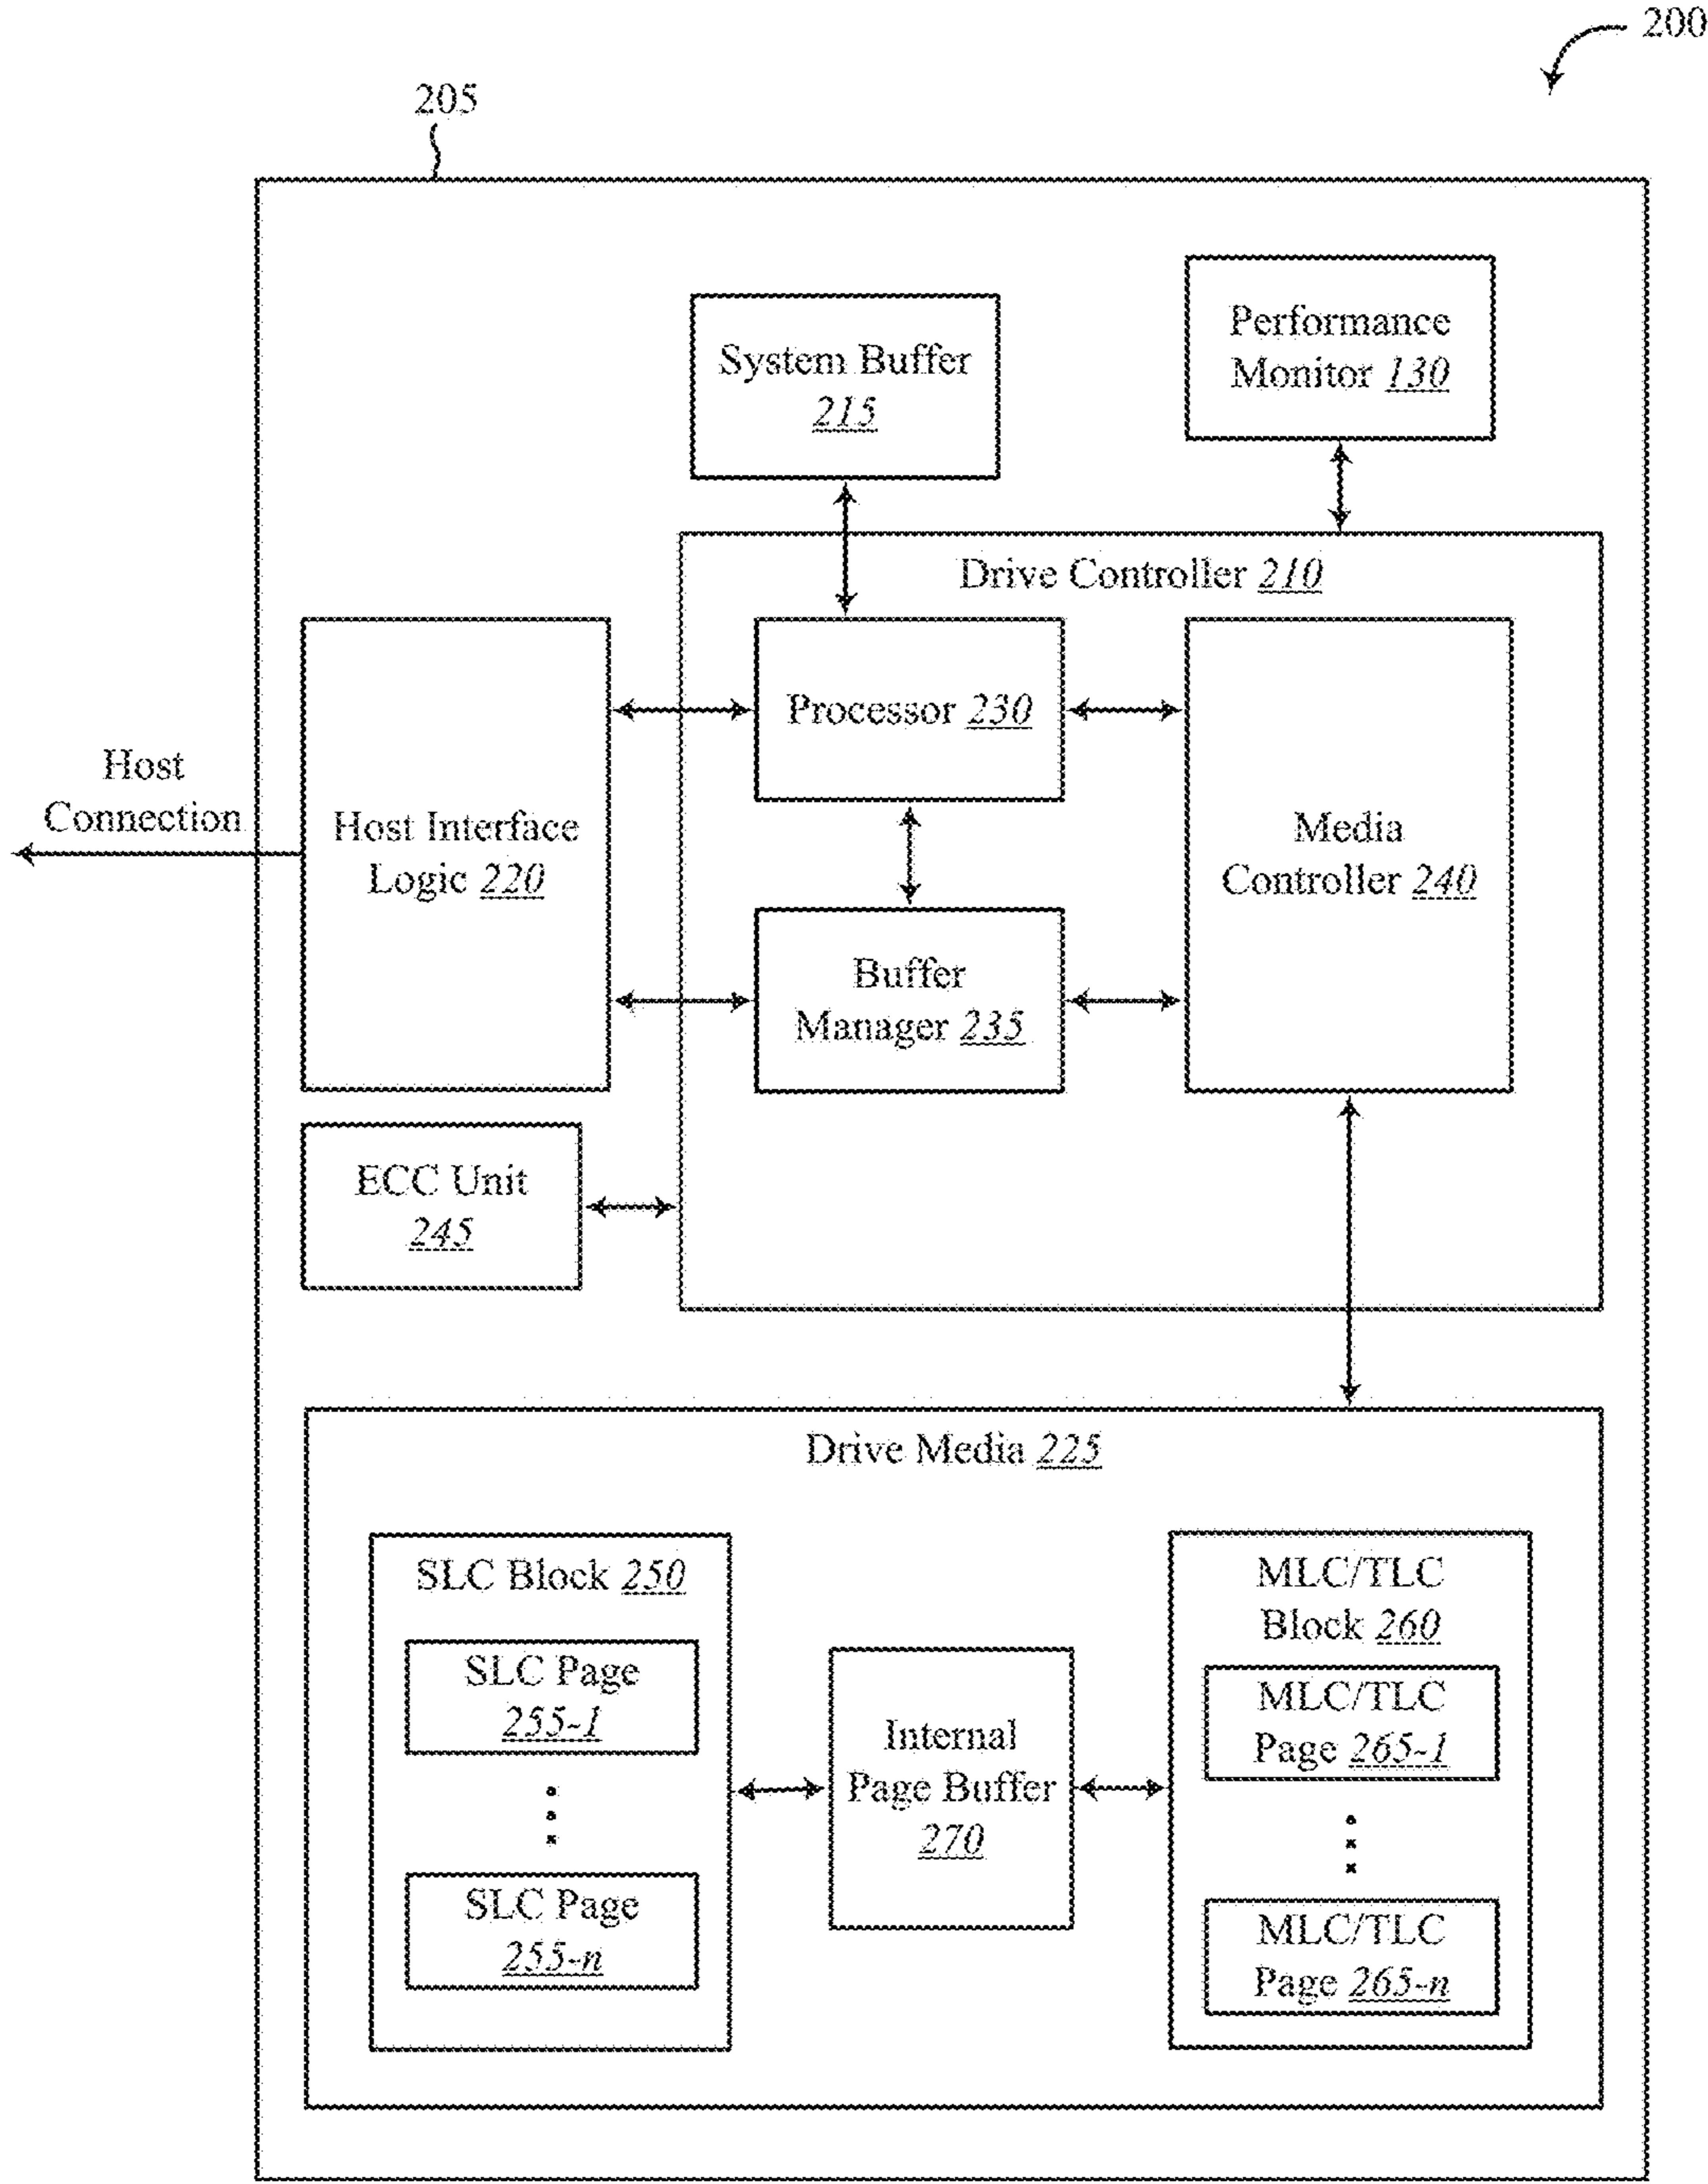 200
205
System Buffer
215
Performance
Monitor 130
Drive Controller 210
Host
Connection
Host Interface
Logic 220
Processor 230
Media
Controller 240
Buffer
Manager 235
ECC Unit
245
Drive Media 225
SLC Block 250
SLC Page
255-1
SLC Page
255-n
Internal
Page Buffer
270
MLC/TLC
Block 260
MLC/TLC
Page 265-1
MLC/TLC
Page 265-n